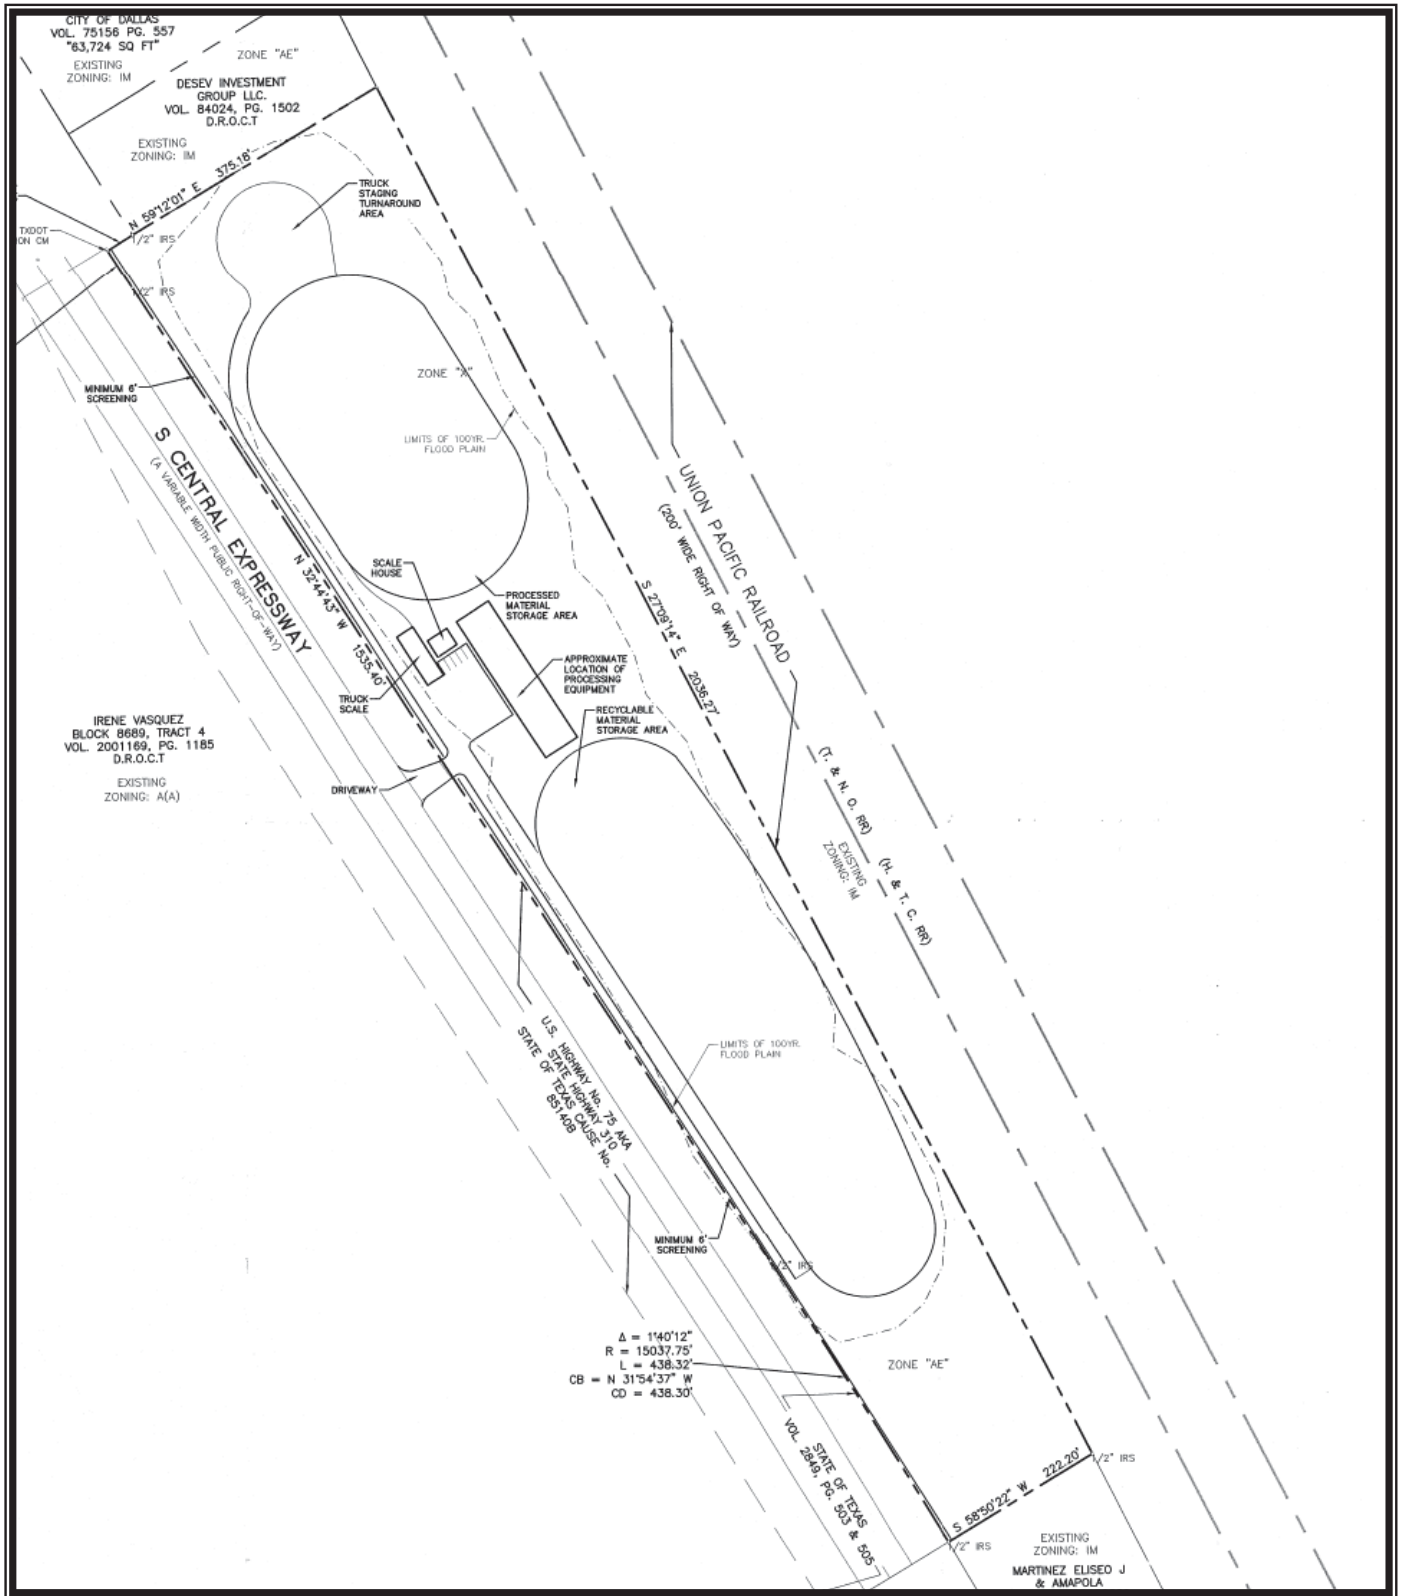 CITY OF DALLAS
VOL. 75156 PG. 557
"63,724 SQ FT"
EXISTING
ZONING: IM
ZONE "AE"
DESEV INVESTMENT
GROUP LLC.
VOL. 84024, PG. 1502
D.R.O.C.T
EXISTING
ZONING: IM
N 59°12'01" E 375.18'
TRUCK
STAGING
TURNAROUND
AREA
TXDOT
ON CM
1/2" IRS
1/2" IRS
ZONE "X"
MINIMUM 6'
SCREENING
LIMITS OF 100YR.
FLOOD PLAIN
S CENTRAL EXPRESSWAY
(A VARIABLE WIDTH PUBLIC RIGHT-OF-WAY)
N 32°44'43" W 1535.40'
UNION PACIFIC RAILROAD
(200' WIDE RIGHT OF WAY)
SCALE
HOUSE
PROCESSED
MATERIAL
STORAGE AREA
S 27°09'14" E 2036.27'
APPROXIMATE
LOCATION OF
PROCESSING
EQUIPMENT
TRUCK
SCALE
RECYCLABLE
MATERIAL
STORAGE AREA
IRENE VASQUEZ
BLOCK 8689, TRACT 4
VOL. 2001169, PG. 1185
D.R.O.C.T
EXISTING
ZONING: A(A)
DRIVEWAY
(T. & N. O. RR)
EXISTING
ZONING: IM
(H. & T. C. RR)
U.S. HIGHWAY No. 75 AKA
STATE HIGHWAY 310
STATE OF TEXAS CAUSE No.
85140B
LIMITS OF 100YR.
FLOOD PLAIN
MINIMUM 6'
SCREENING
1/2" IRS
Δ = 1°40'12"
R = 15037.75'
L = 438.32'
CB = N 31°54'37" W
CD = 438.30'
ZONE "AE"
STATE OF TEXAS
VOL. 2849, PG. 503 & 505
S 58°50'22" W 222.20'
1/2" IRS
1/2" IRS
EXISTING
ZONING: IM
MARTINEZ ELISEO J
& AMAPOLA